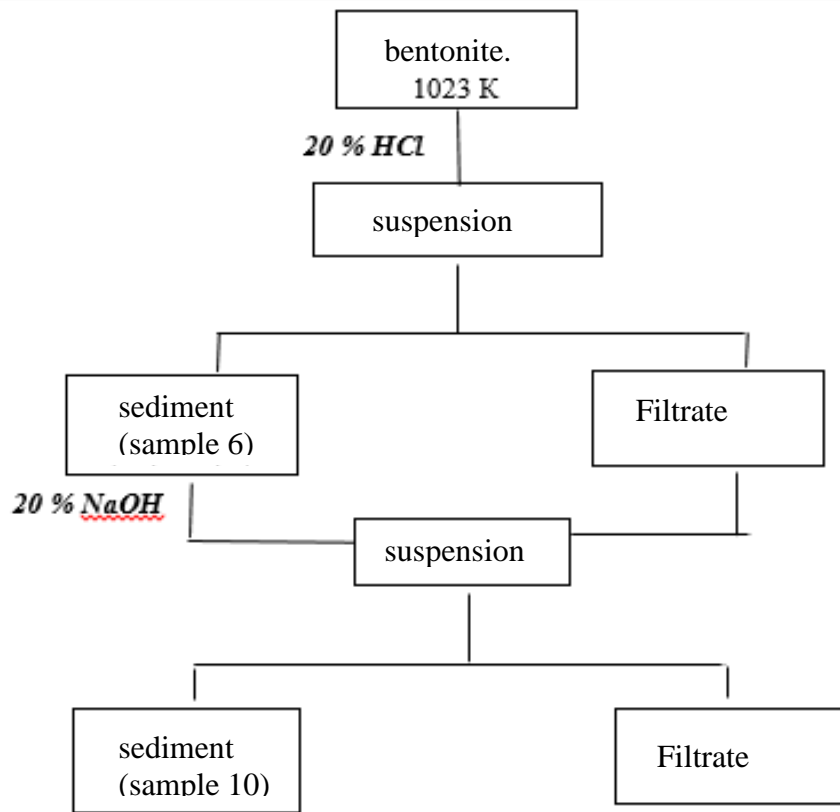 bentonite.
1023 K
20 % HCl
suspension
sediment
(sample 6)
Filtrate
20 % NaOH
suspension
sediment
(sample 10)
Filtrate